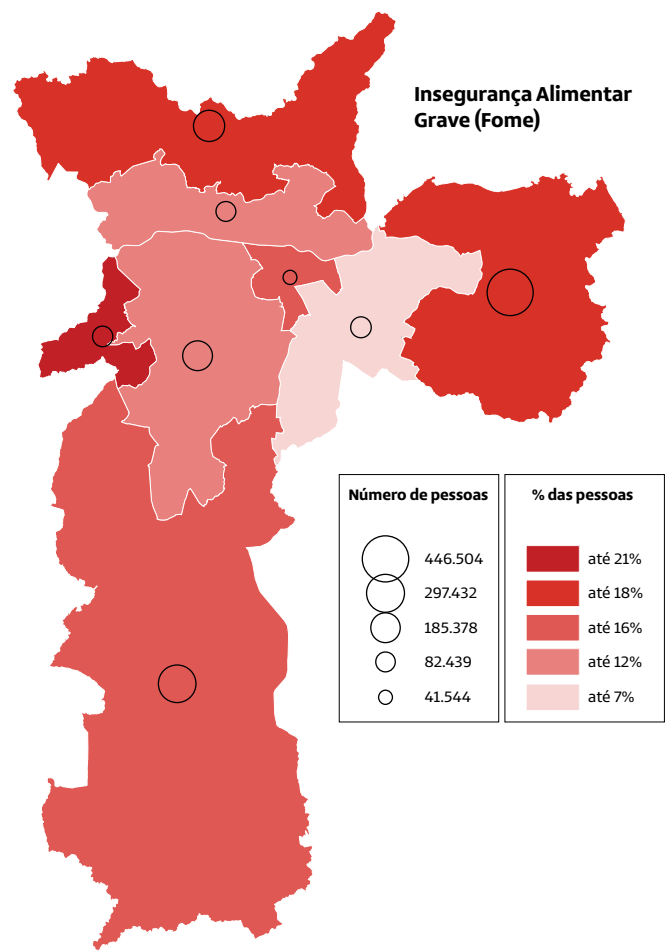 Insegurança Alimentar
Grave (Fome)
Número de pessoas
446.504
297.432
185.378
82.439
41.544
% das pessoas
até 21%
até 18%
até 16%
até 12%
até 7%